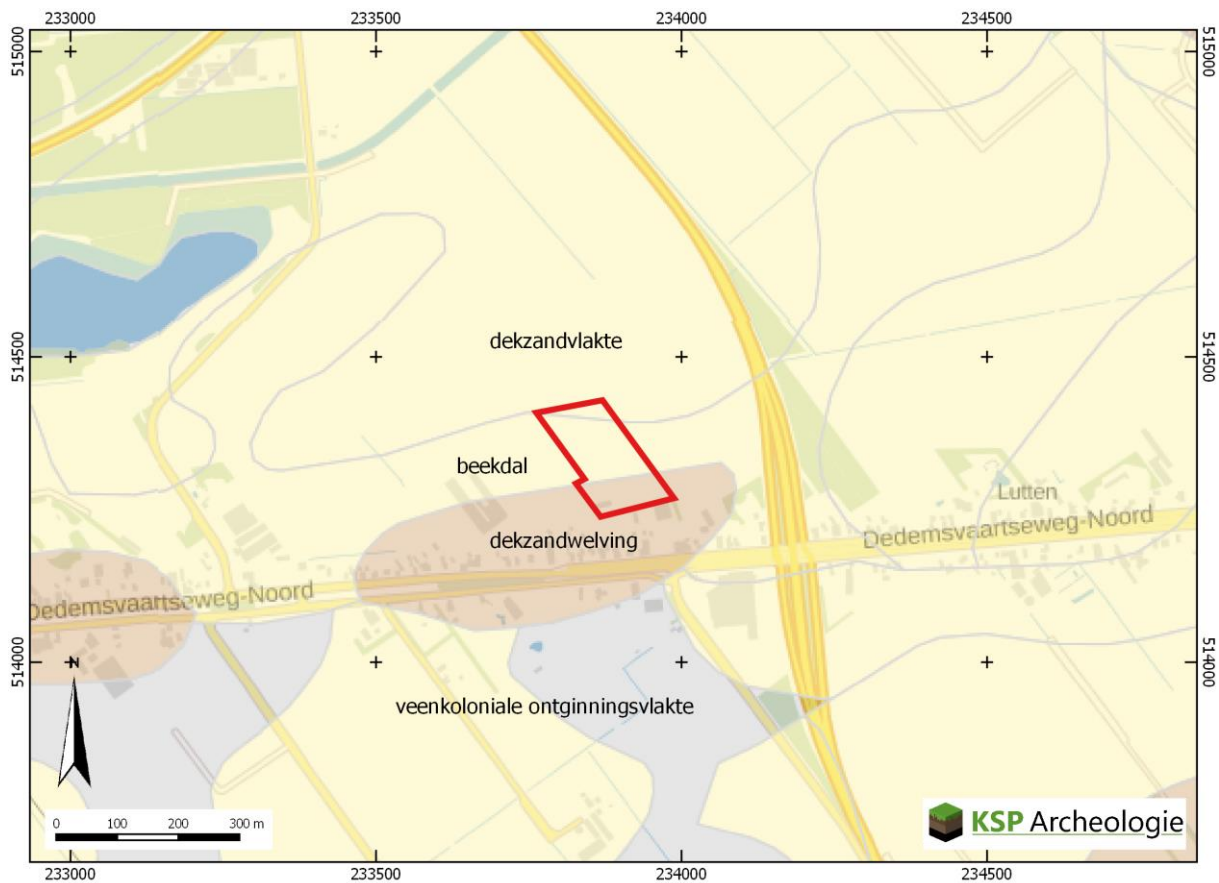 233000 233500 234000 234500
515000 515000
dekzandvlakte
514500 514500
beekdal
Lutten
dekzandwelving
Dedemsvaartseweg-Noord
Dedemsvaartseweg-Noord
514000 514000
N
veenkoloniale ontginningsvlakte
0 100 200 300 m
KSP Archeologie
233000 233500 234000 234500